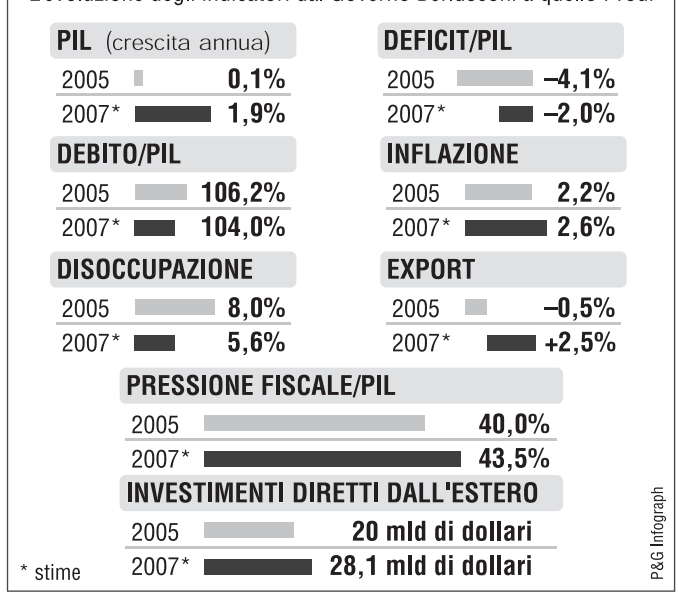 PIL (crescita annua)
2005 0,1%
2007* 1,9%
DEFICIT/PIL
2005 –4,1%
2007* –2,0%
DEBITO/PIL
2005 106,2%
2007* 104,0%
INFLAZIONE
2005 2,2%
2007* 2,6%
DISOCCUPAZIONE
2005 8,0%
2007* 5,6%
EXPORT
2005 –0,5%
2007* +2,5%
PRESSIONE FISCALE/PIL
2005 40,0%
2007* 43,5%
INVESTIMENTI DIRETTI DALL'ESTERO
2005 20 mld di dollari
2007* 28,1 mld di dollari
* stime
P&G Infograph